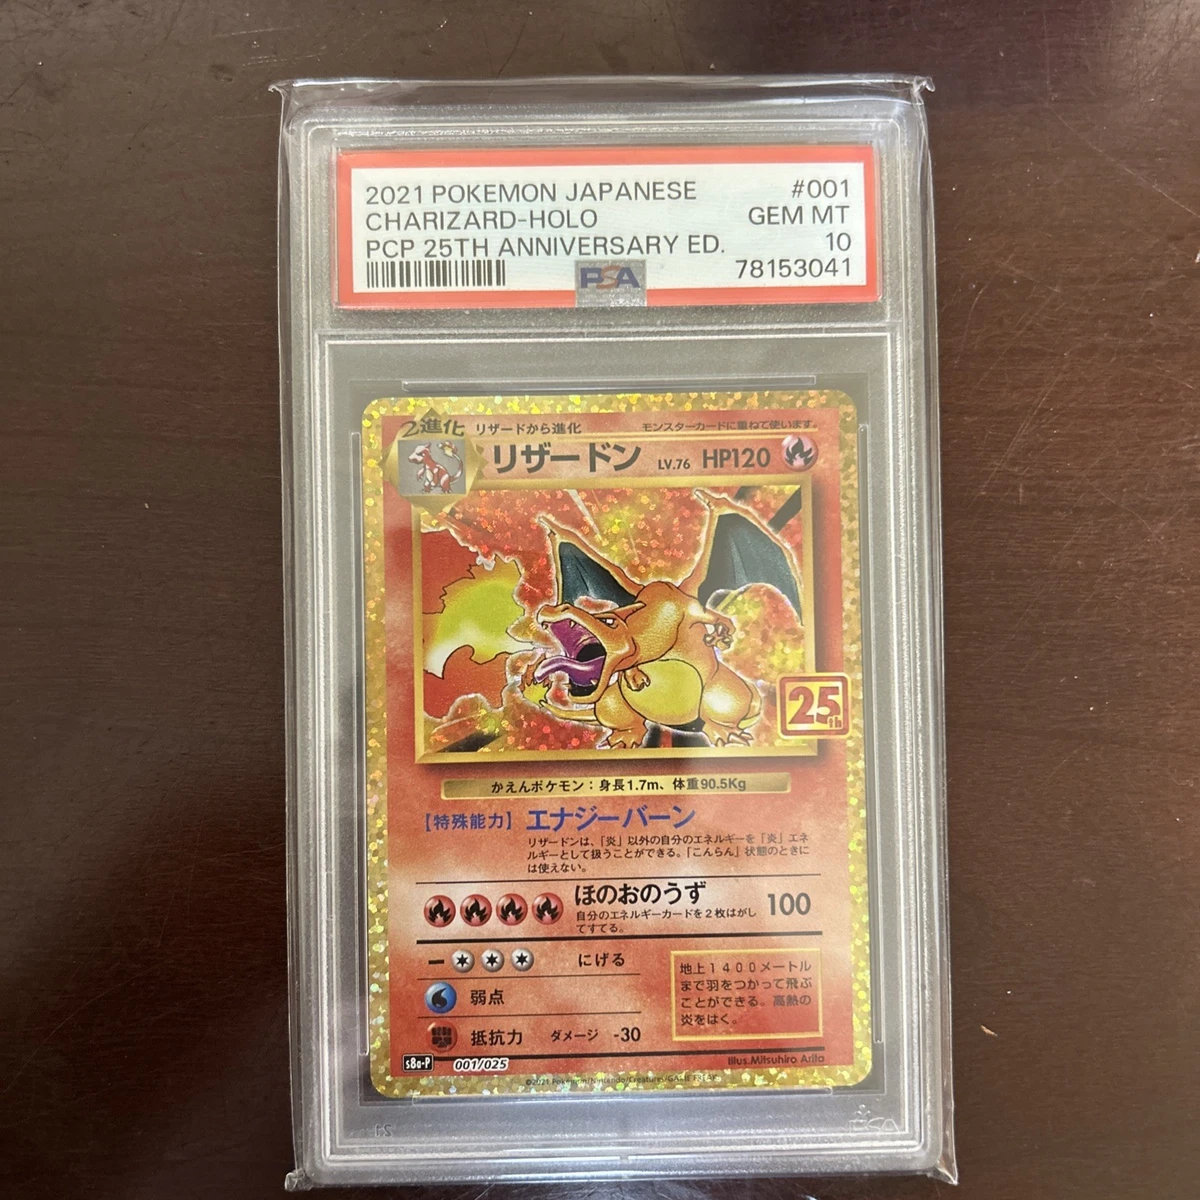 2021 POKEMON JAPANESE #001
CHARIZARD-HOLO GEM MT
PCP 25TH ANNIVERSARY ED. 10
PSA 78153041
2進化 リザードから進化 モンスターカードに重ねて使います。
リザードン LV.76 HP120
25th
かえんポケモン：身長1.7m、体重90.5Kg
【特殊能力】エナジーバーン
リザードンは、「炎」以外の自分のエネルギーを「炎」エネ
ルギーとして扱うことができる。「こんらん」状態のときに
は使えない。
ほのおのうず 100
自分のエネルギーカードを2枚はがし
てすてる。
にげる
弱点
抵抗力 ダメージ -30
地上1400メートル
まで羽をつかって飛ぶ
ことができる。高熱の
炎をはく。
Illus.Mitsuhiro Arita
s8a-P 001/025
©2021 Pokémon/Nintendo/Creatures/GAME FREAK